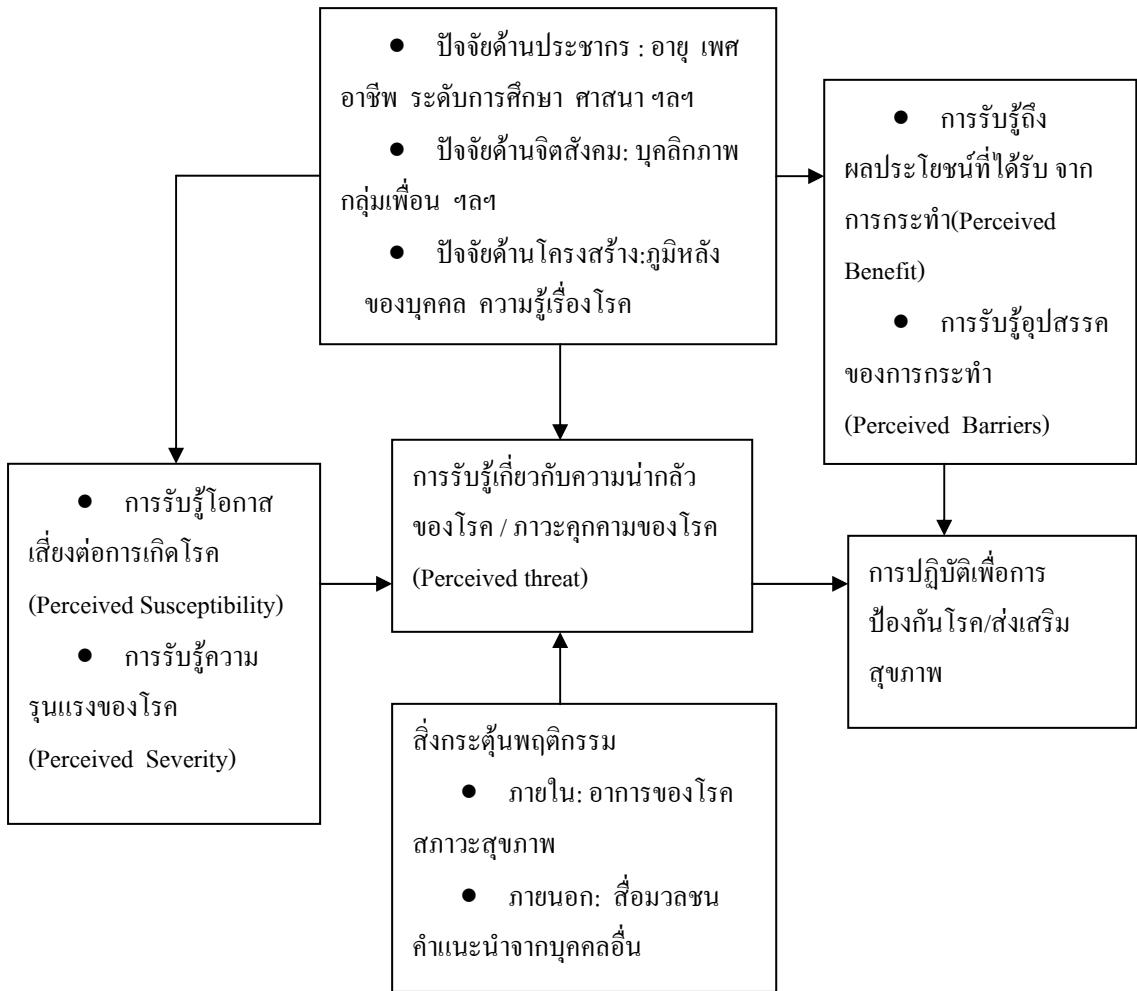 ● ปัจจัยด้านประชากร : อายุ เพศ
อาชีพ ระดับการศึกษา ศาสนา ฯลฯ
● ปัจจัยด้านจิตสังคม: บุคลิกภาพ
กลุ่มเพื่อน ฯลฯ
● ปัจจัยด้านโครงสร้าง:ภูมิหลัง
ของบุคคล ความรู้เรื่องโรค
● การรับรู้ถึง
ผลประโยชน์ที่ได้รับ จาก
การกระทำ(Perceived
Benefit)
● การรับรู้อุปสรรค
ของการกระทำ
(Perceived Barriers)
● การรับรู้โอกาส
เสี่ยงต่อการเกิดโรค
(Perceived Susceptibility)
● การรับรู้ความ
รุนแรงของโรค
(Perceived Severity)
การรับรู้เกี่ยวกับความน่ากลัว
ของโรค / ภาวะคุกคามของโรค
(Perceived threat)
การปฏิบัติเพื่อการ
ป้องกันโรค/ส่งเสริม
สุขภาพ
สิ่งกระตุ้นพฤติกรรม
● ภายใน: อาการของโรค
สภาวะสุขภาพ
● ภายนอก: สื่อมวลชน
คำแนะนำจากบุคคลอื่น